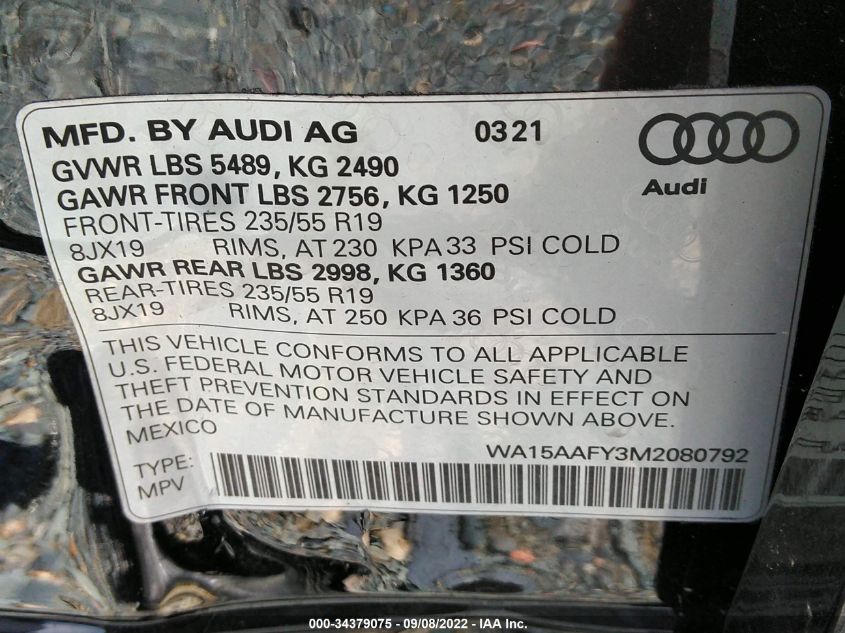 MFD. BY AUDI AG 0321
GVWR LBS 5489, KG 2490
GAWR FRONT LBS 2756, KG 1250
Audi
FRONT-TIRES 235/55 R19
8JX19 RIMS, AT 230 KPA 33 PSI COLD
GAWR REAR LBS 2998, KG 1360
REAR-TIRES 235/55 R19
8JX19 RIMS, AT 250 KPA 36 PSI COLD
THIS VEHICLE CONFORMS TO ALL APPLICABLE
U.S. FEDERAL MOTOR VEHICLE SAFETY AND
THEFT PREVENTION STANDARDS IN EFFECT ON
THE DATE OF MANUFACTURE SHOWN ABOVE.
MEXICO
WA15AAFY3M2080792
TYPE:
MPV
000-34379075 - 09/08/2022 - IAA Inc.